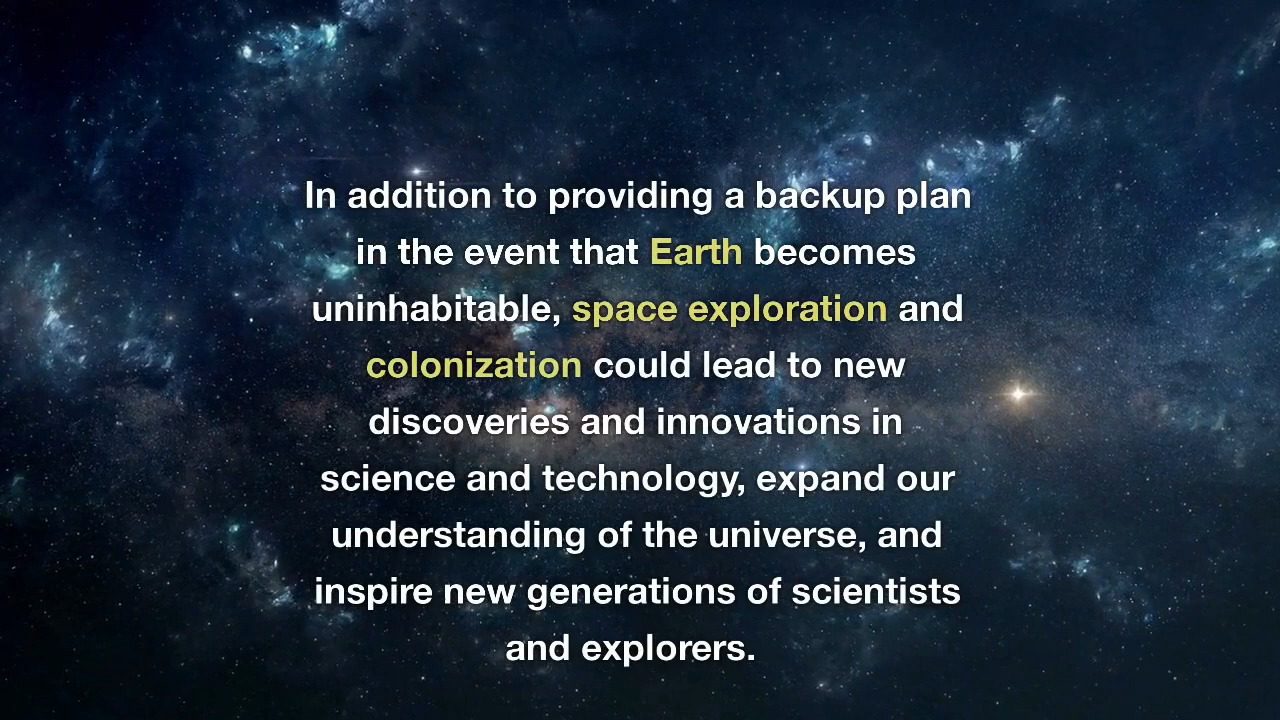 In addition to providing a backup plan
in the event that Earth becomes
uninhabitable, space exploration and
colonization could lead to new
discoveries and innovations in
science and technology, expand our
understanding of the universe, and
inspire new generations of scientists
and explorers.